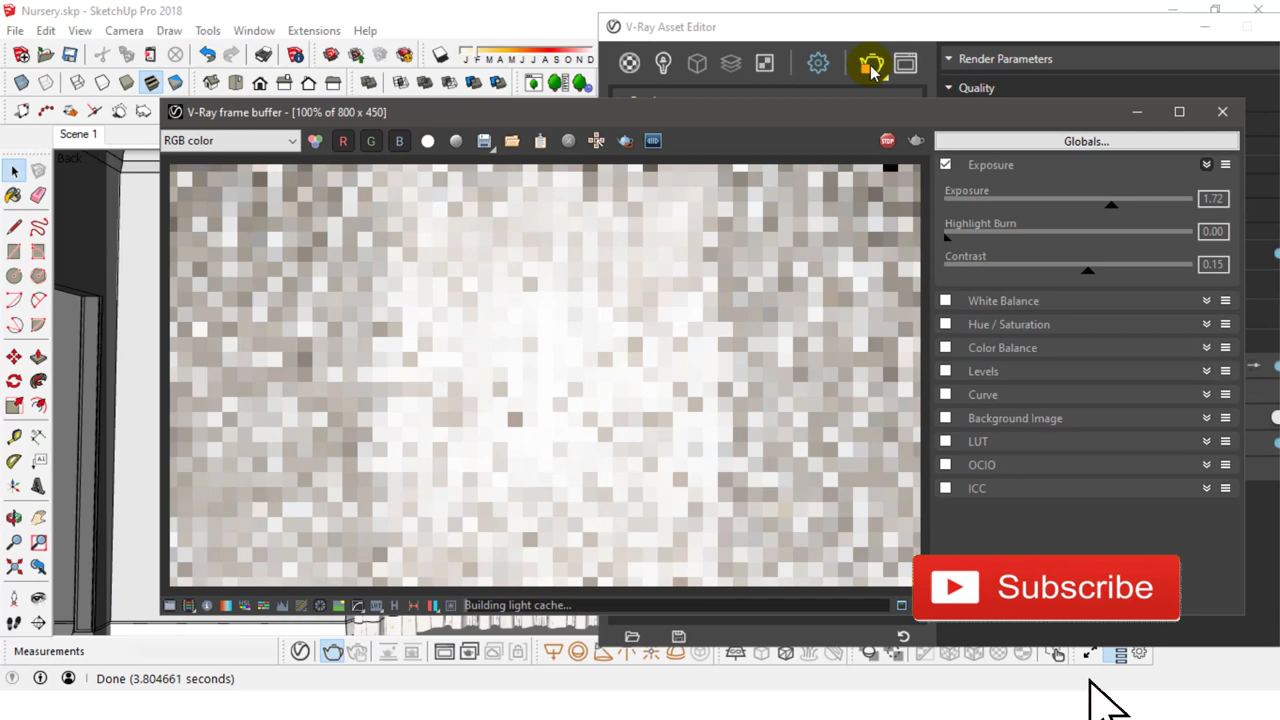 Nursery.skp - SketchUp Pro 2018
File Edit View Camera Draw Tools Window Extensions Help
J F M A M J J A S O N D
Scene 1
Back
V-Ray Asset Editor
Render Parameters
Quality
V-Ray frame buffer - [100% of 800 x 450]
RGB color
R G B
STOP
Globals...
Exposure
Exposure 1.72
Highlight Burn 0.00
Contrast 0.15
White Balance
Hue / Saturation
Color Balance
Levels
Curve
Background Image
LUT
OCIO
ICC
Building light cache...
Subscribe
Measurements
Done (3.804661 seconds)